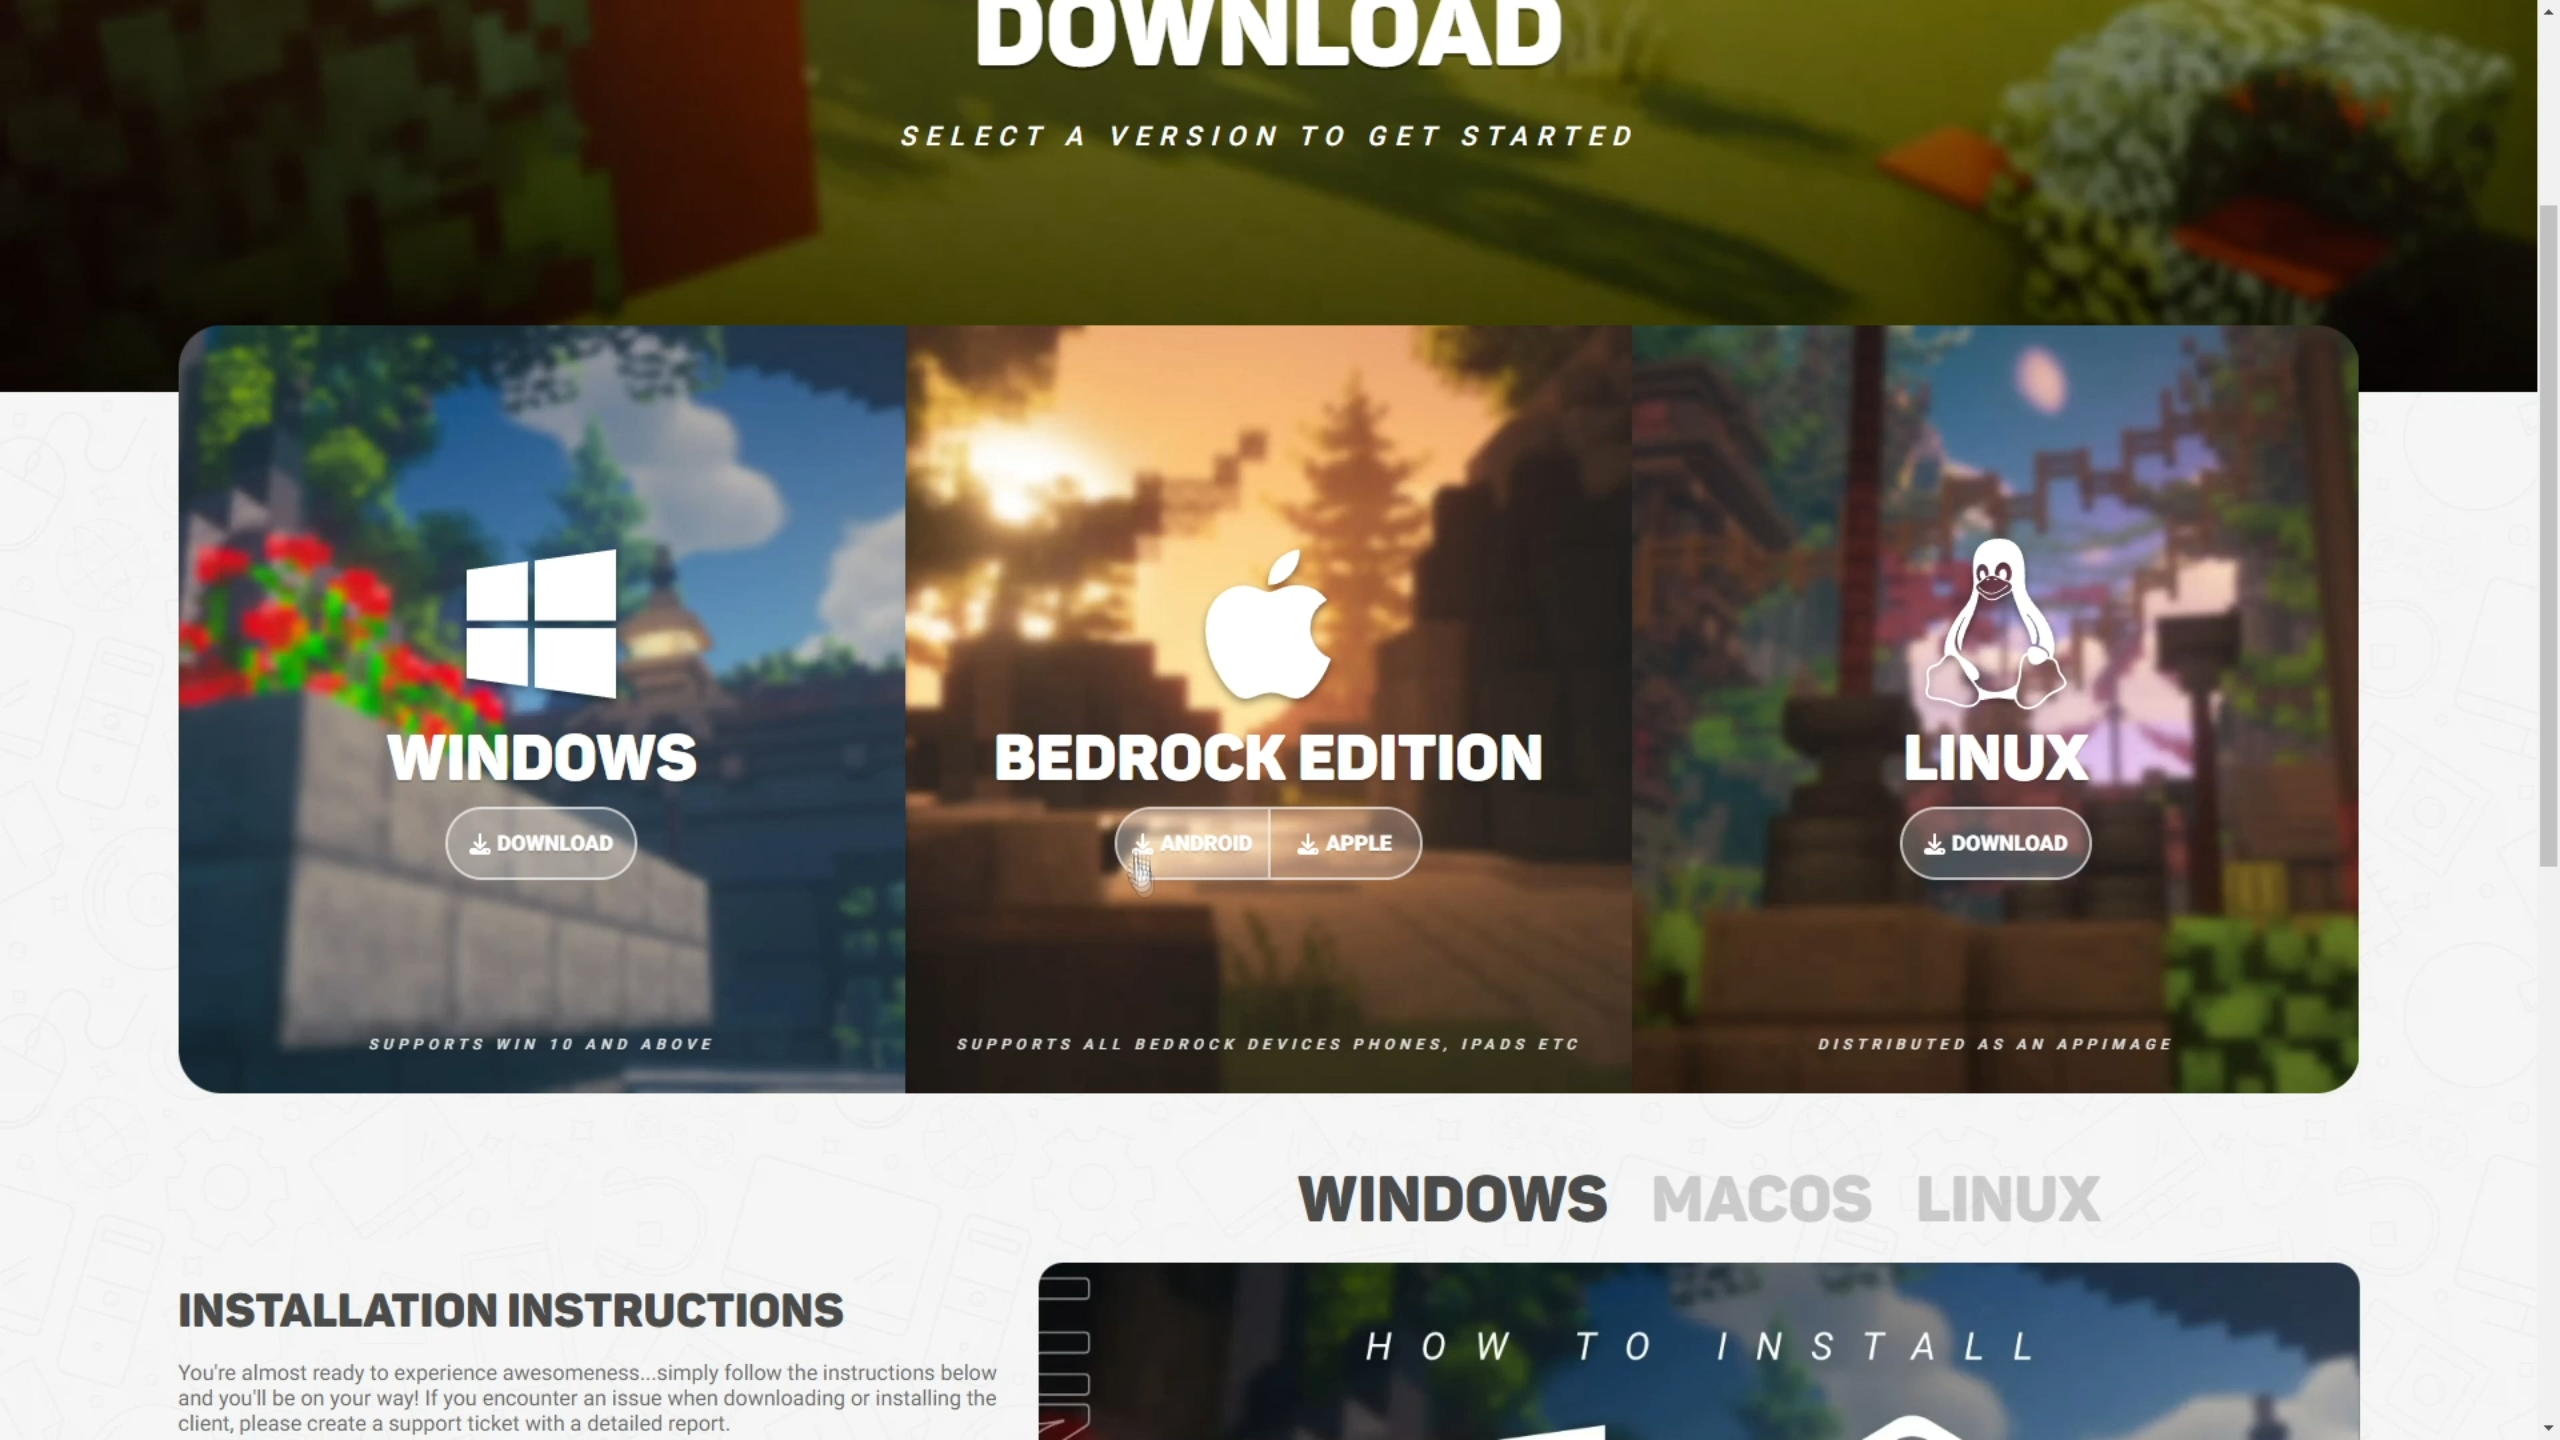 DOWNLOAD
SELECT A VERSION TO GET STARTED
WINDOWS
DOWNLOAD
SUPPORTS WIN 10 AND ABOVE
BEDROCK EDITION
ANDROID
APPLE
SUPPORTS ALL BEDROCK DEVICES PHONES, IPADS ETC
LINUX
DOWNLOAD
DISTRIBUTED AS AN APPIMAGE
WINDOWS MACOS LINUX
INSTALLATION INSTRUCTIONS
You're almost ready to experience awesomeness...simply follow the instructions below
and you'll be on your way! If you encounter an issue when downloading or installing the
client, please create a support ticket with a detailed report.
HOW TO INSTALL